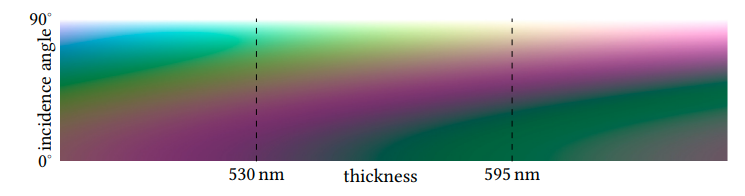 90°
incidence angle
0°
530 nm
thickness
595 nm